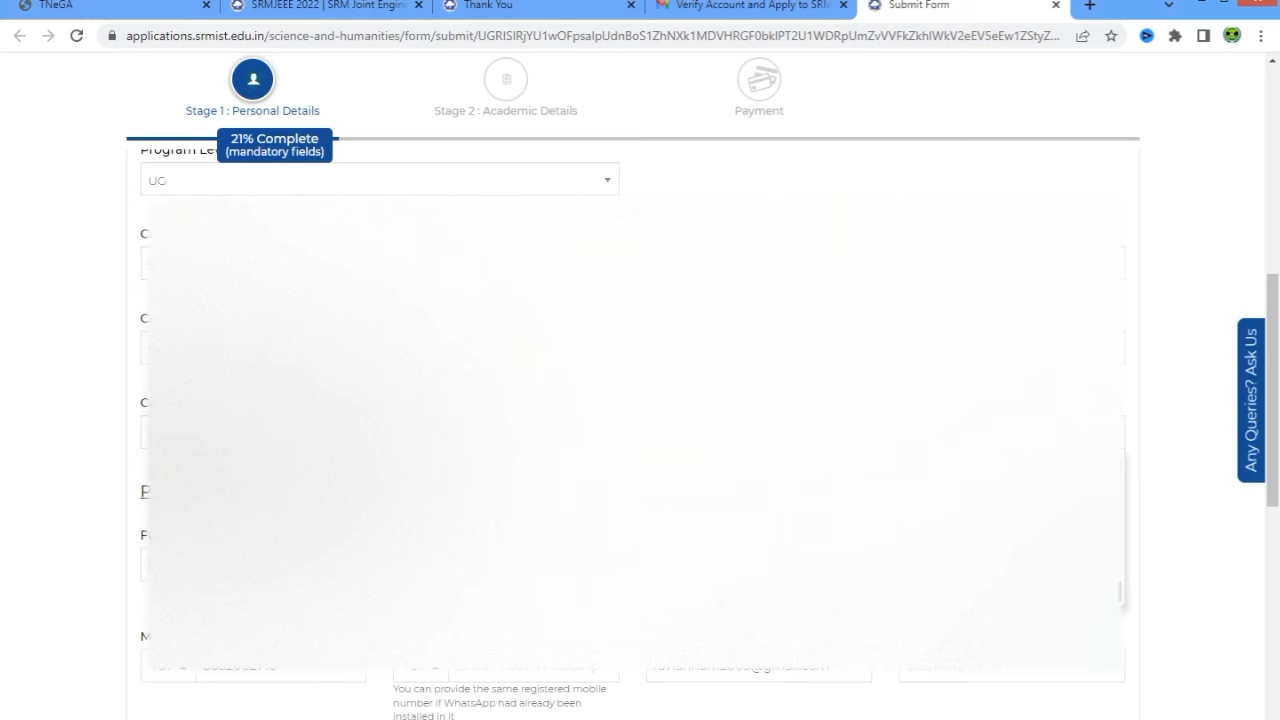 TNeGA
SRMJEEE 2022 | SRM Joint Engin
Thank You
Verify Account and Apply to SRM
Submit Form
applications.srmist.edu.in/science-and-humanities/form/submit/
Stage 1 : Personal Details
Stage 2 : Academic Details
Payment
21% Complete
(mandatory fields)
Program Lev
UG
You can provide the same registered mobile
number if WhatsApp had already been
installed in it
Any Queries? Ask Us